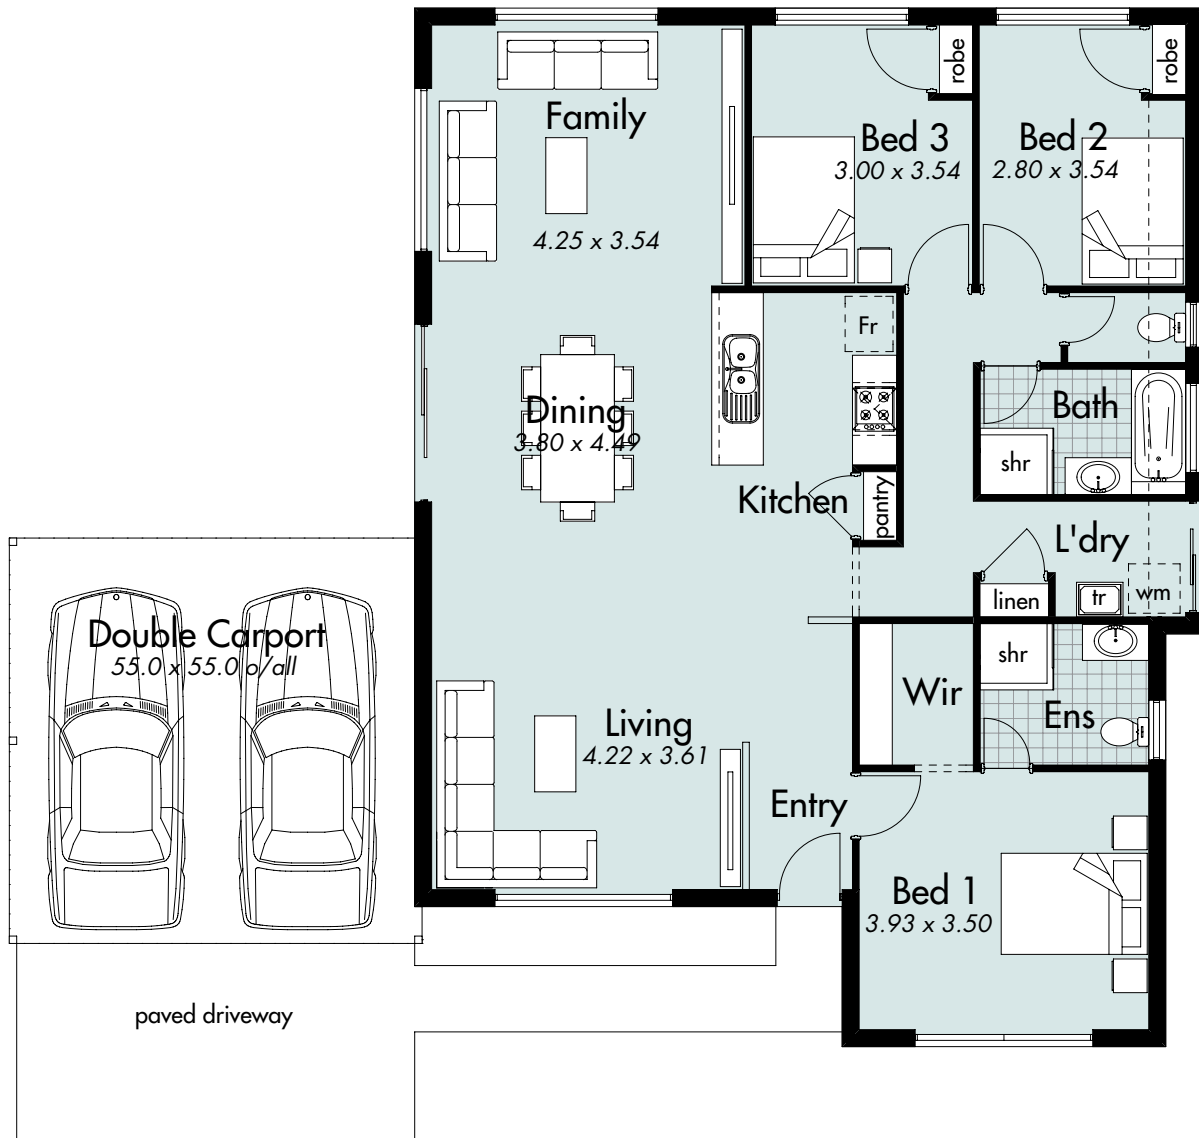 robe
robe
Family
4.25 x 3.54
Bed 3
3.00 x 3.54
Bed 2
2.80 x 3.54
Fr
Dining
3.80 x 4.49
Bath
shr
Kitchen
pantry
L'dry
linen
tr
wm
Double Carport
55.0 x 55.0 o/all
shr
Wir
Ens
Living
4.22 x 3.61
Entry
Bed 1
3.93 x 3.50
paved driveway